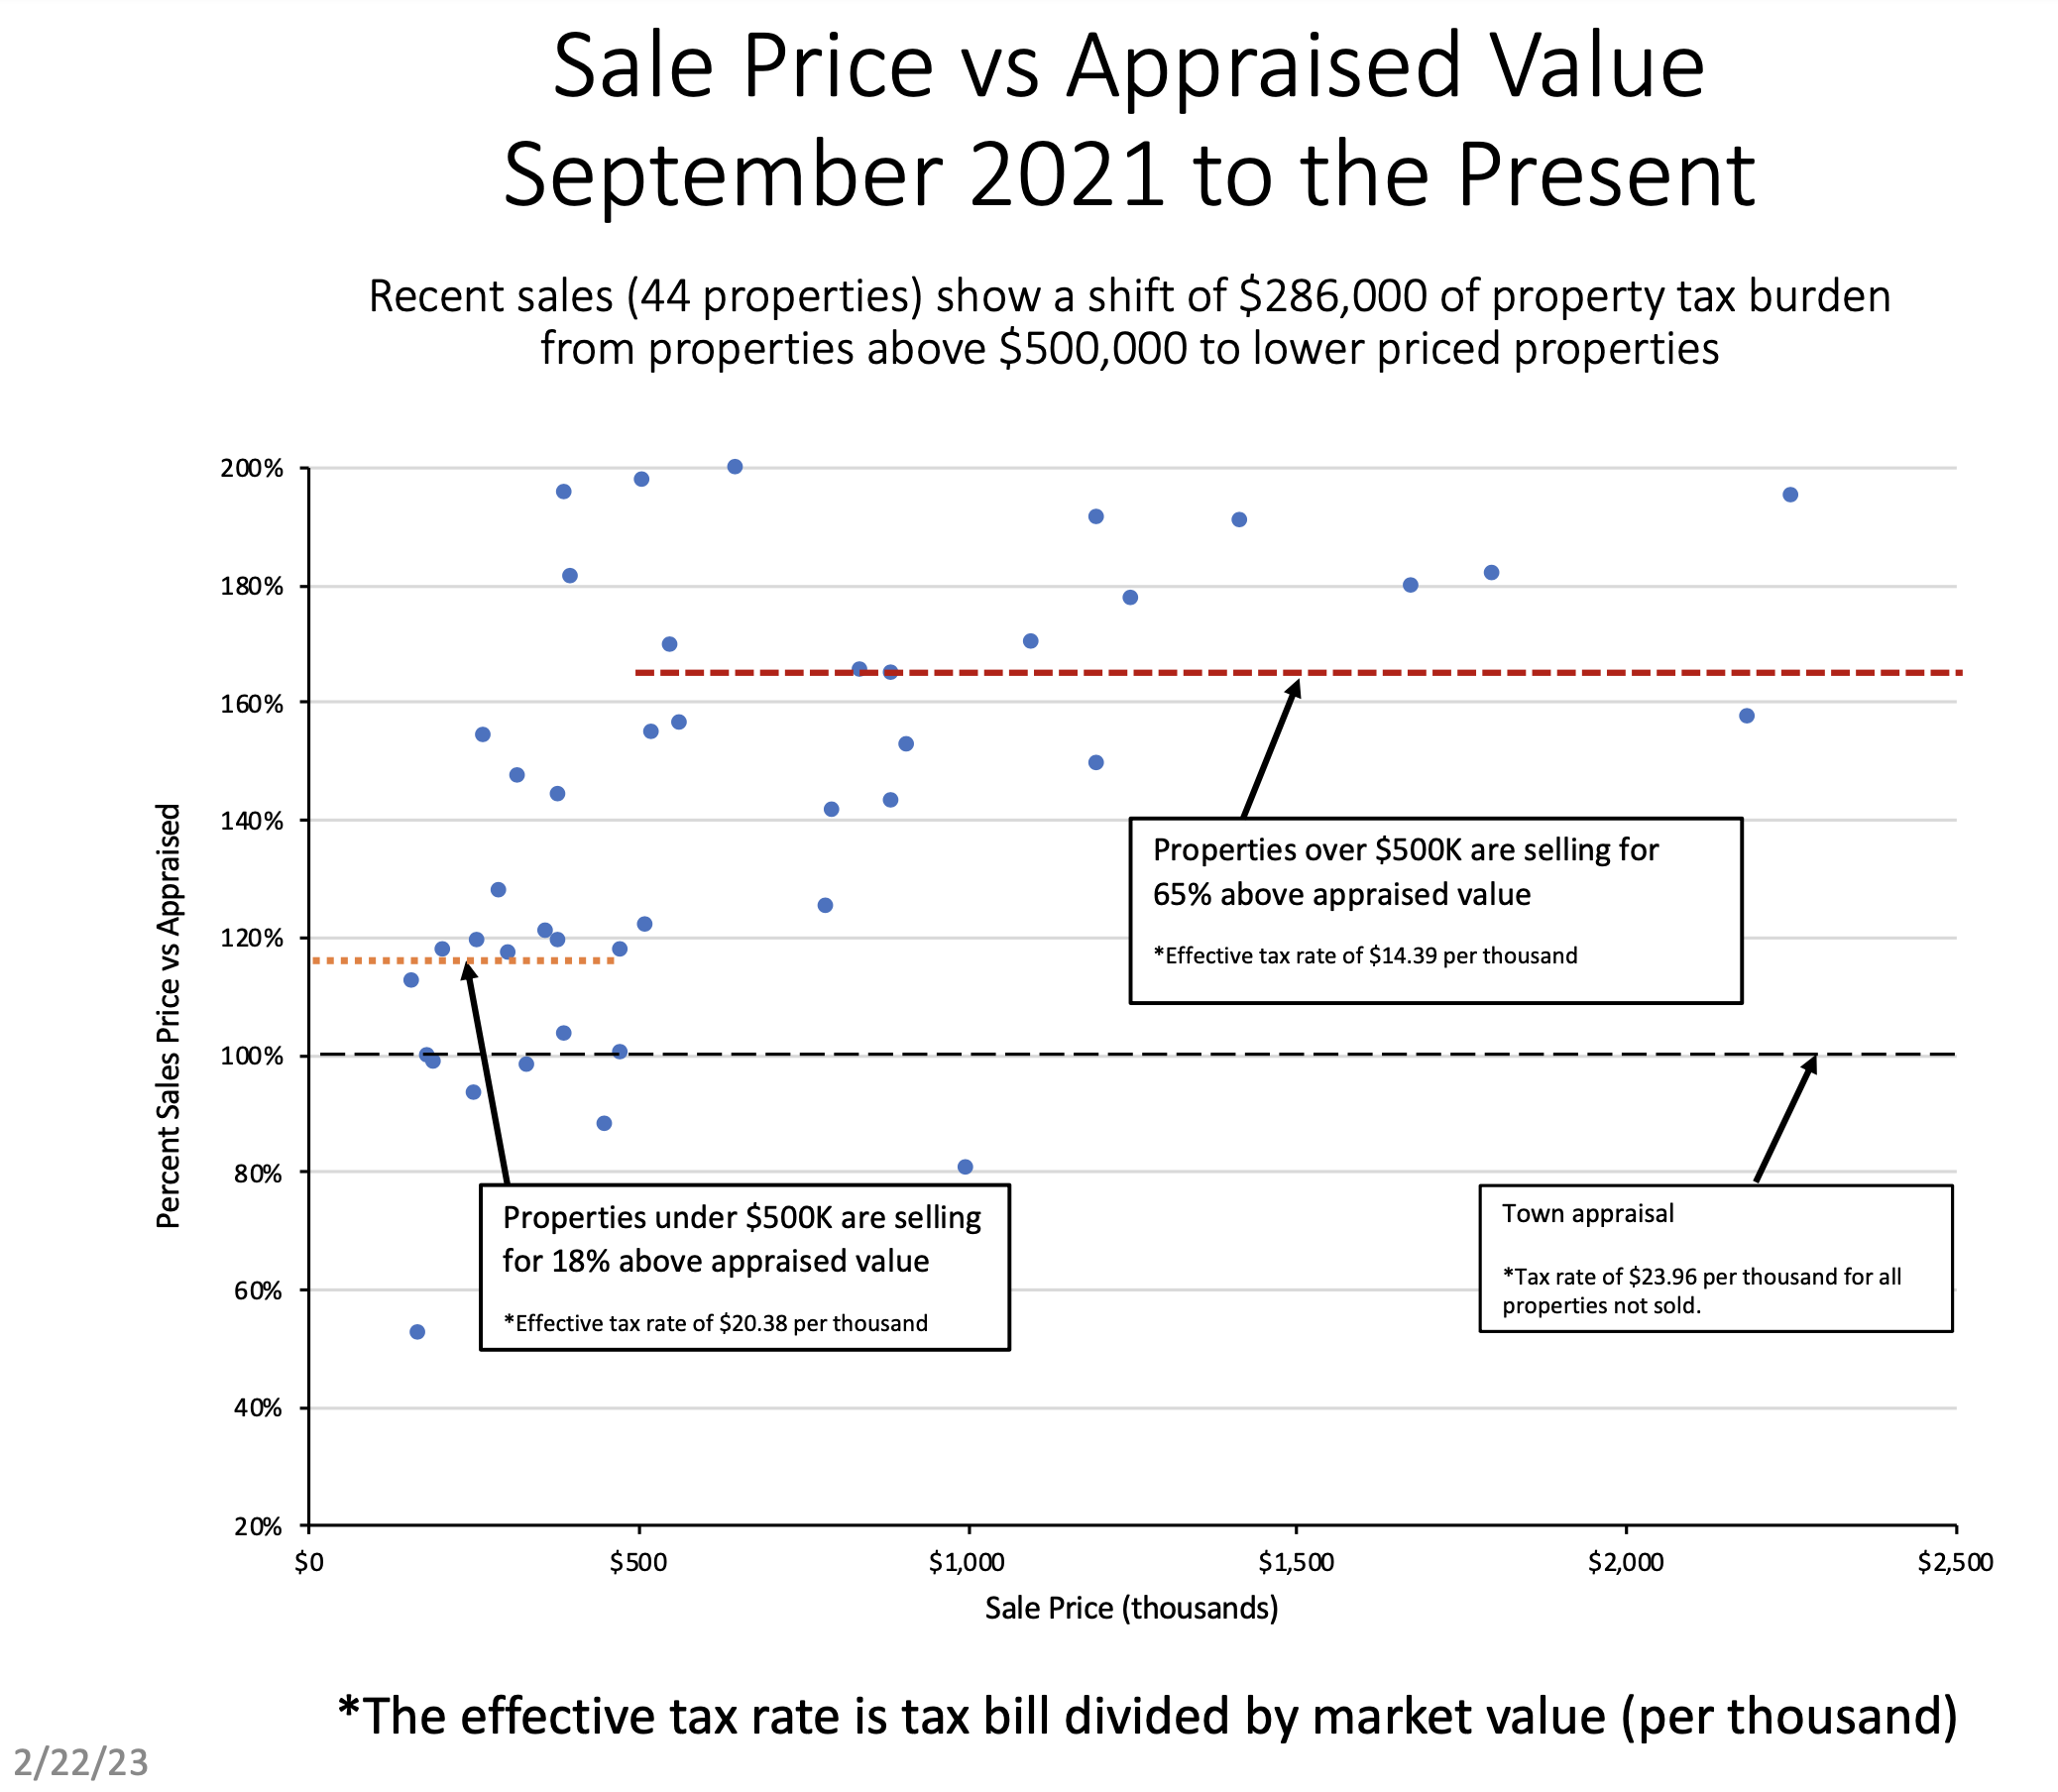 Sale Price vs Appraised Value
September 2021 to the Present
Recent sales (44 properties) show a shift of $286,000 of property tax burden
from properties above $500,000 to lower priced properties
Percent Sales Price vs Appraised
200%
180%
160%
140%
120%
100%
80%
60%
40%
20%
Properties over $500K are selling for
65% above appraised value
*Effective tax rate of $14.39 per thousand
Properties under $500K are selling
for 18% above appraised value
*Effective tax rate of $20.38 per thousand
Town appraisal
*Tax rate of $23.96 per thousand for all
properties not sold.
$0
$500
$1,000
$1,500
$2,000
$2,500
Sale Price (thousands)
*The effective tax rate is tax bill divided by market value (per thousand)
2/22/23